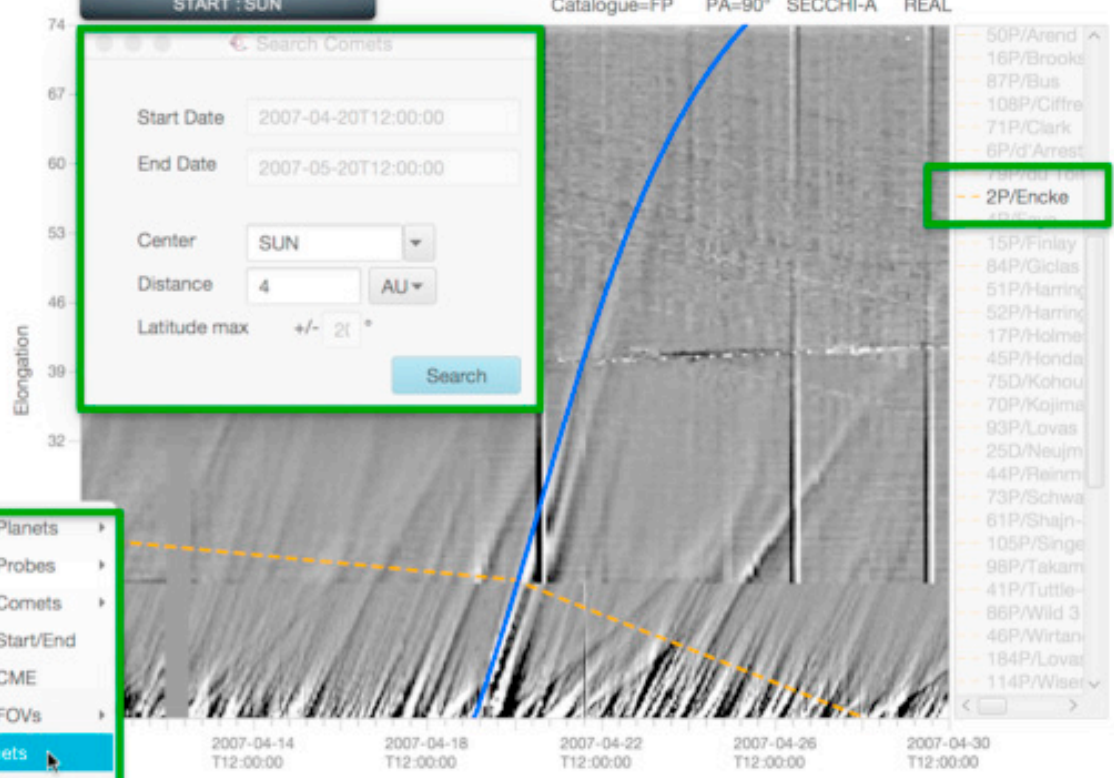 START : SUN
Catalogue=FP PA=90° SECCHI-A REAL
74
67
60
53
46
39
32
Elongation
Search Comets
Start Date 2007-04-20T12:00:00
End Date 2007-05-20T12:00:00
Center SUN
Distance 4 AU
Latitude max +/- 2( °
Search
50P/Arend
16P/Brooks
87P/Bus
108P/Ciffre
71P/Clark
6P/d'Arrest
79P/du Toit
2P/Encke
4P/Faye
15P/Finlay
84P/Giclas
51P/Harring
52P/Harring
17P/Holme
45P/Honda
75D/Kohou
70P/Kojima
93P/Lovas
25D/Neujm
44P/Reinm
73P/Schwa
61P/Shajn-
105P/Singe
98P/Takam
41P/Tuttle-
86P/Wild 3
46P/Wirtan
184P/Lovas
114P/Wiser
Planets
Probes
Comets
Start/End
CME
FOVs
ets
2007-04-14 2007-04-18 2007-04-22 2007-04-26 2007-04-30
T12:00:00 T12:00:00 T12:00:00 T12:00:00 T12:00:00